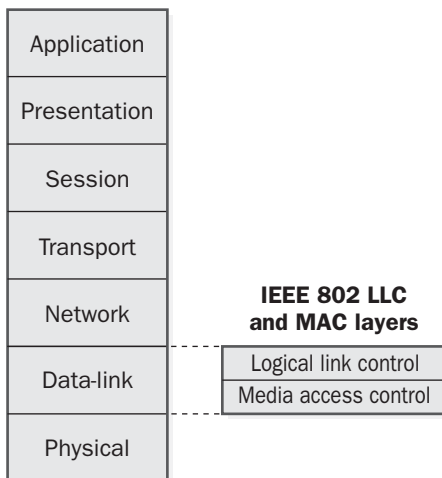 Application
Presentation
Session
Transport
Network
Data-link
Physical
IEEE 802 LLC
and MAC layers
Logical link control
Media access control